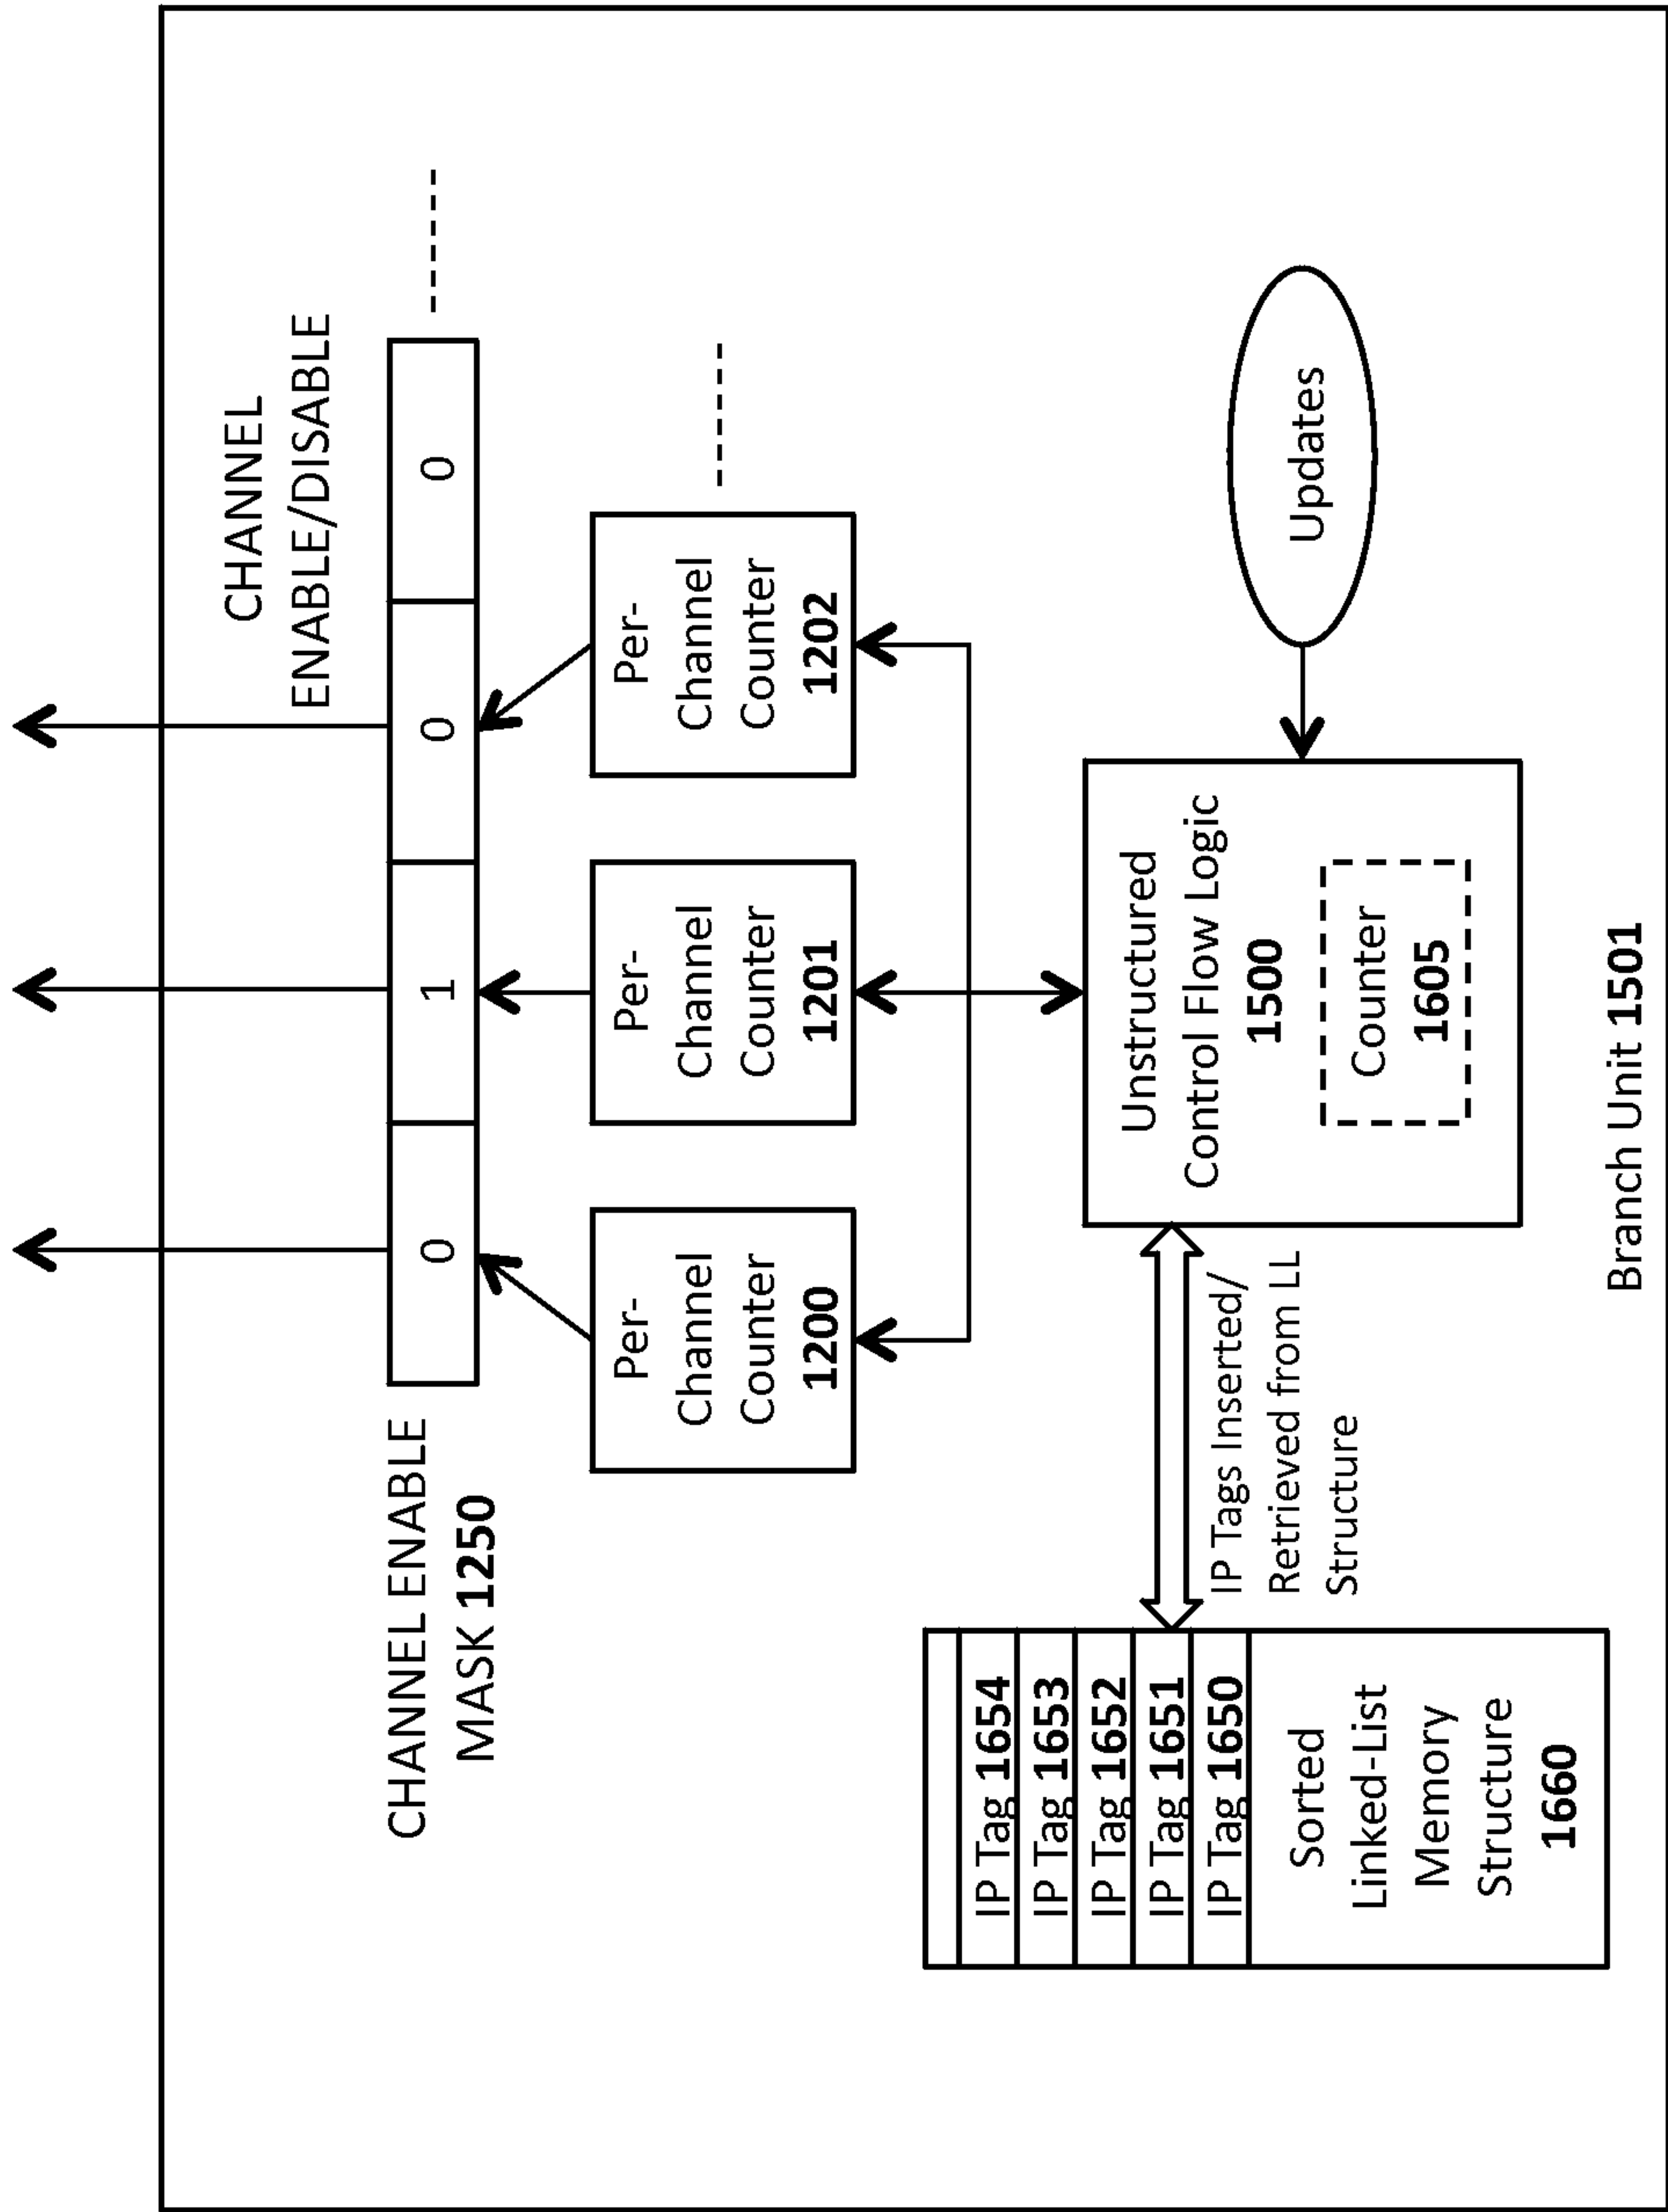 CHANNEL
ENABLE/DISABLE
CHANNEL ENABLE
MASK 1250
0
1
0
0
Per-
Channel
Counter
1200
Per-
Channel
Counter
1201
Per-
Channel
Counter
1202
IP Tag 1654
IP Tag 1653
IP Tag 1652
IP Tag 1651
IP Tag 1650
Sorted
Linked-List
Memory
Structure
1660
IP Tags Inserted/
Retrieved from LL
Structure
Unstructured
Control Flow Logic
1500
Counter
1605
Updates
Branch Unit 1501